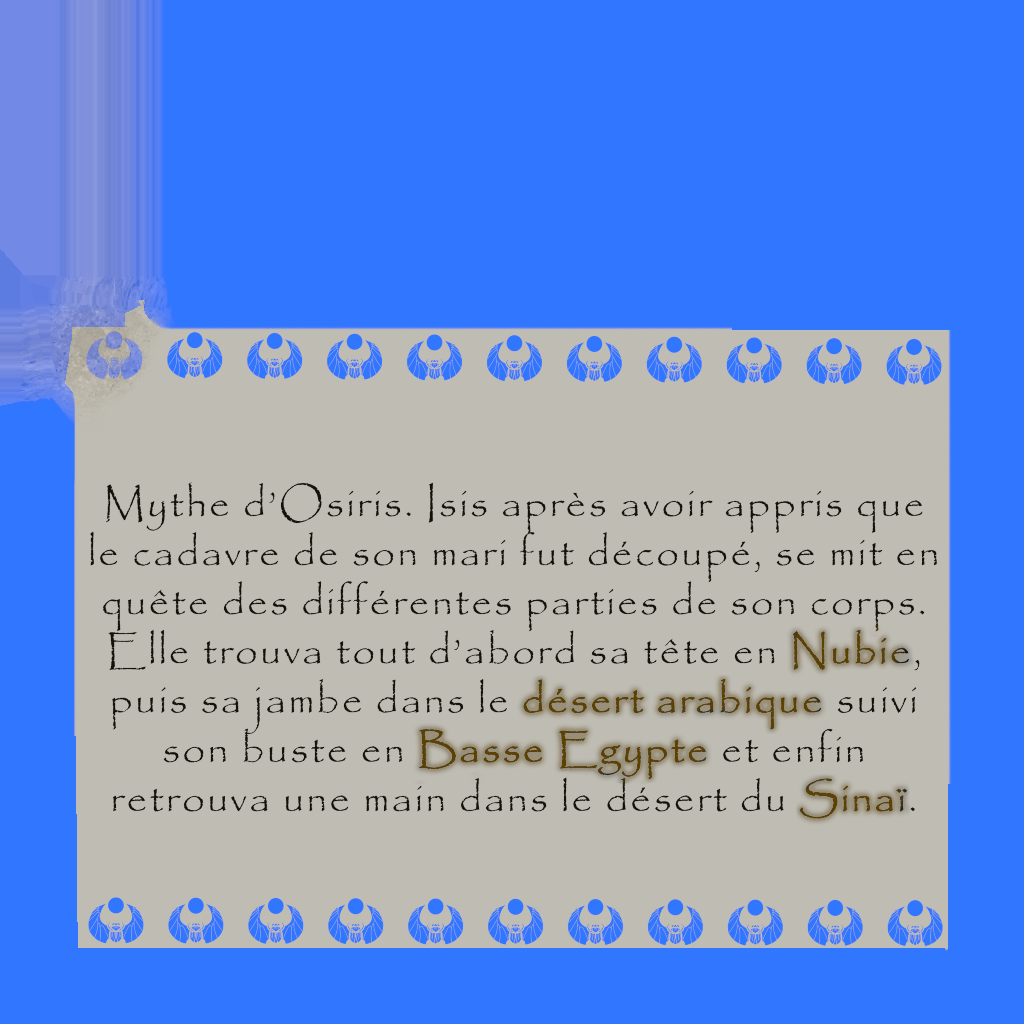 Mythe d’Osiris. Isis après avoir appris que
le cadavre de son mari fut découpé, se mit en
quête des différentes parties de son corps.
Elle trouva tout d’abord sa tête en Nubie,
puis sa jambe dans le désert arabique suivi
son buste en Basse Egypte et enfin
retrouva une main dans le désert du Sinaï.